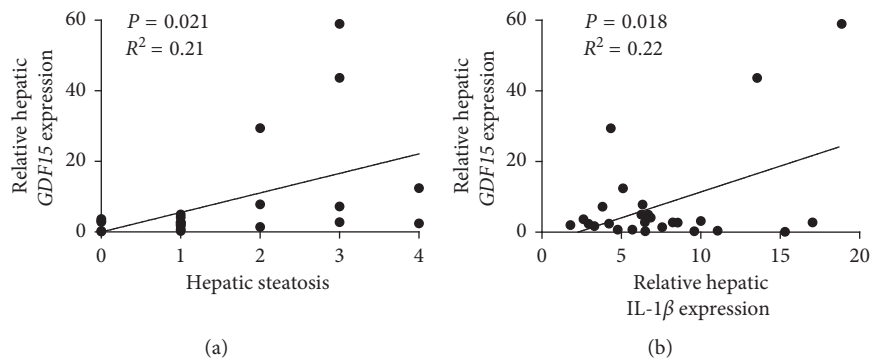 P = 0.021
R² = 0.21
Relative hepatic
GDF15 expression
60
40
20
0
0 1 2 3 4
Hepatic steatosis
(a)
P = 0.018
R² = 0.22
Relative hepatic
GDF15 expression
60
40
20
0
0 5 10 15 20
Relative hepatic
IL-1β expression
(b)